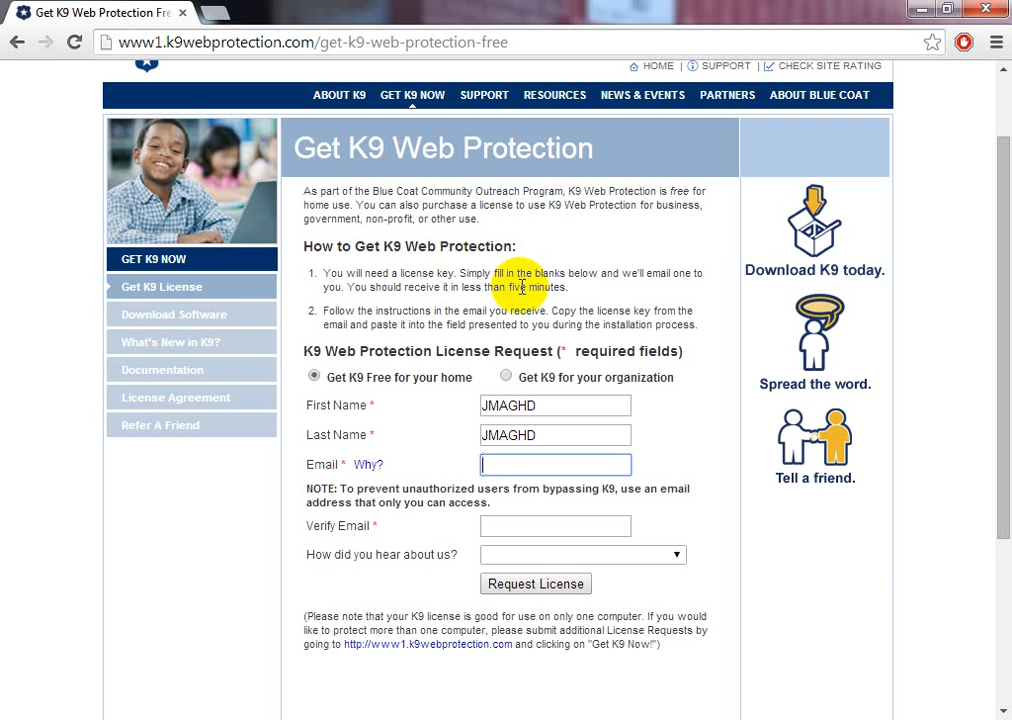 Get K9 Web Protection Fre
www1.k9webprotection.com/get-k9-web-protection-free
HOME | SUPPORT | CHECK SITE RATING
ABOUT K9 GET K9 NOW SUPPORT RESOURCES NEWS & EVENTS PARTNERS ABOUT BLUE COAT
Get K9 Web Protection
As part of the Blue Coat Community Outreach Program, K9 Web Protection is free for
home use. You can also purchase a license to use K9 Web Protection for business,
government, non-profit, or other use.
How to Get K9 Web Protection:
1. You will need a license key. Simply fill in the blanks below and we'll email one to
you. You should receive it in less than five minutes.
2. Follow the instructions in the email you receive. Copy the license key from the
email and paste it into the field presented to you during the installation process.
K9 Web Protection License Request (* required fields)
Get K9 Free for your home Get K9 for your organization
First Name * JMAGHD
Last Name * JMAGHD
Email * Why?
NOTE: To prevent unauthorized users from bypassing K9, use an email
address that only you can access.
Verify Email *
How did you hear about us?
Request License
(Please note that your K9 license is good for use on only one computer. If you would
like to protect more than one computer, please submit additional License Requests by
going to http://www1.k9webprotection.com and clicking on "Get K9 Now!")
GET K9 NOW
Get K9 License
Download Software
What's New in K9?
Documentation
License Agreement
Refer A Friend
Download K9 today.
Spread the word.
Tell a friend.